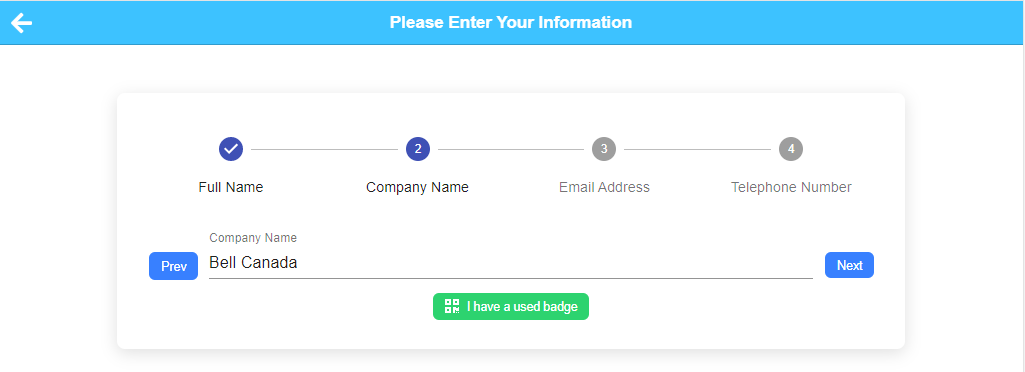 Please Enter Your Information
2
3
4
Full Name
Company Name
Email Address
Telephone Number
Company Name
Prev
Bell Canada
Next
I have a used badge